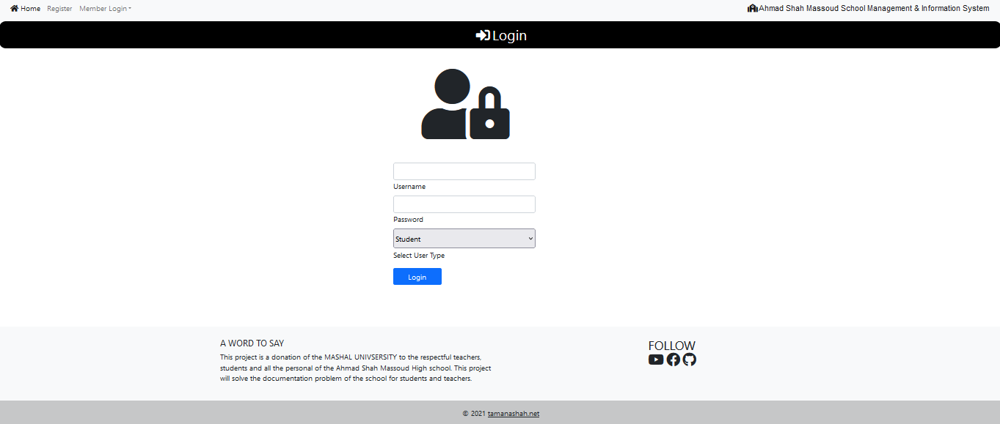 Home Register Member Login
Ahmad Shah Massoud School Management & Information System
Login
Username
Password
Student
Select User Type
Login
A WORD TO SAY
This project is a donation of the MASHAL UNIVSERSITY to the respectful teachers,
students and all the personal of the Ahmad Shah Massoud High school. This project
will solve the documentation problem of the school for students and teachers.
FOLLOW
© 2021 tamanashah.net